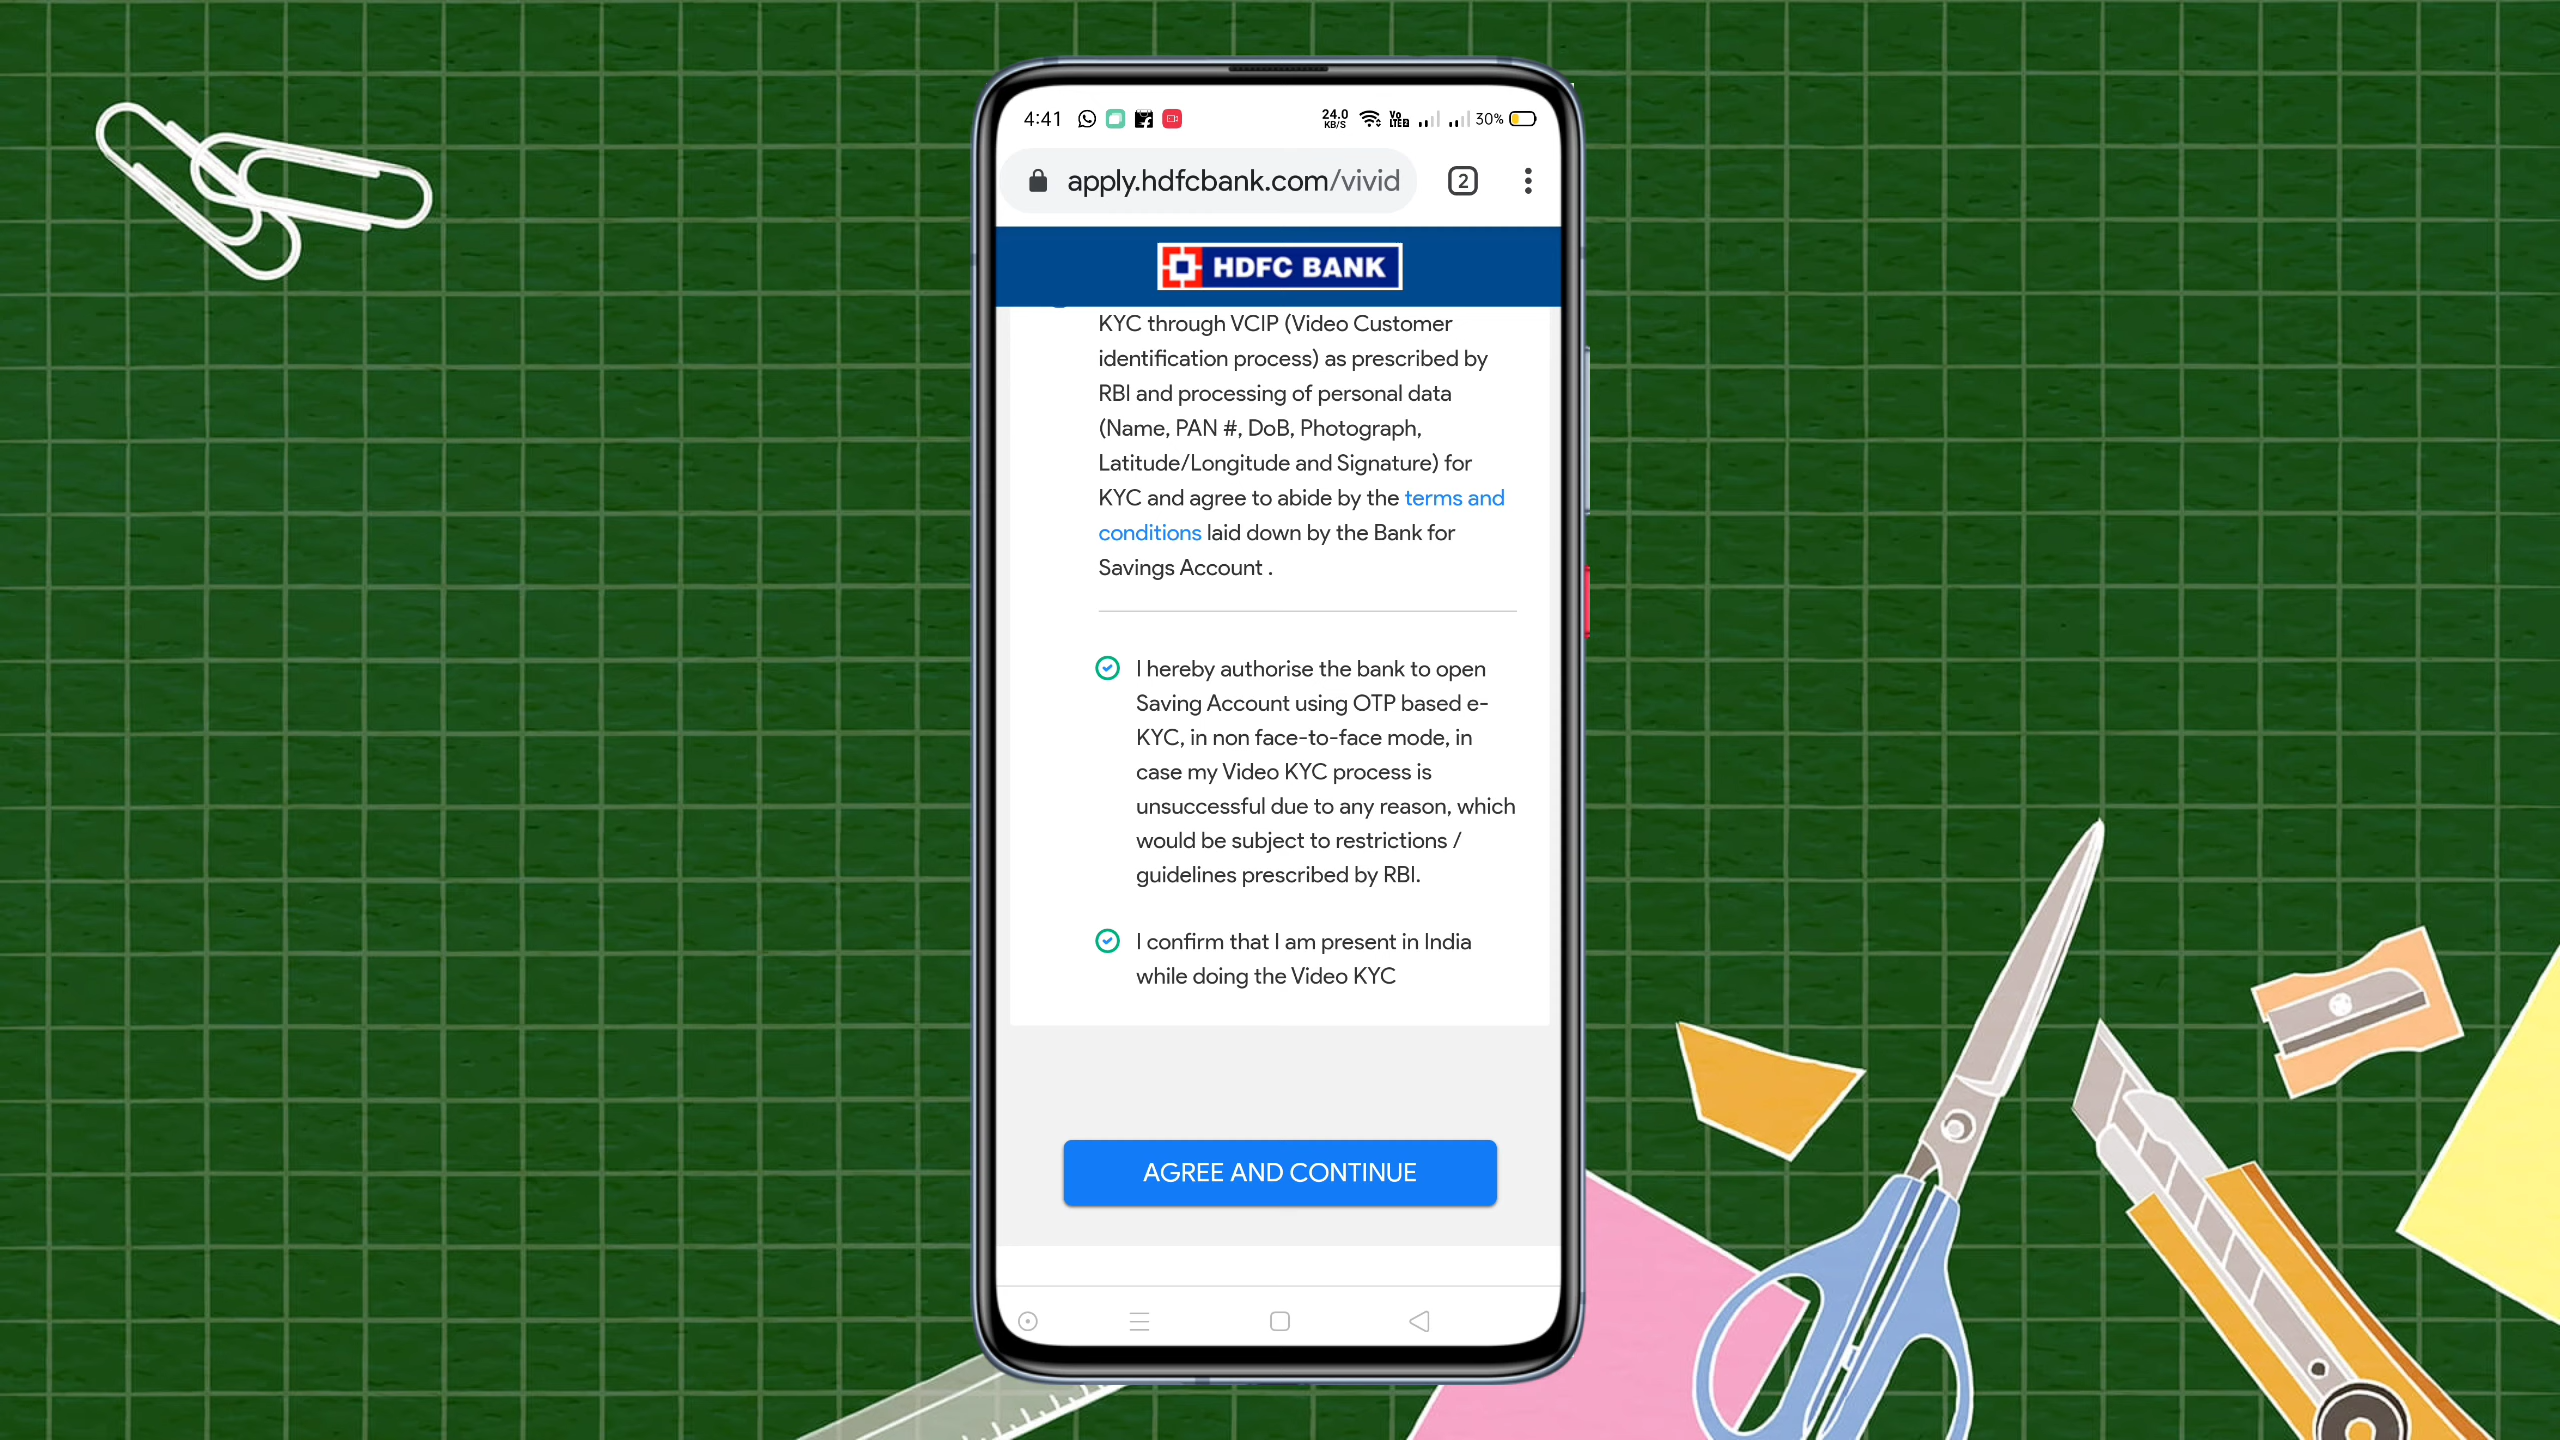 4:41
24.0
KB/S
Vo
LTE2
30%
apply.hdfcbank.com/vivid
2
HDFC BANK
KYC through VCIP (Video Customer
identification process) as prescribed by
RBI and processing of personal data
(Name, PAN #, DoB, Photograph,
Latitude/Longitude and Signature) for
KYC and agree to abide by the terms and
conditions laid down by the Bank for
Savings Account .
I hereby authorise the bank to open
Saving Account using OTP based e-
KYC, in non face-to-face mode, in
case my Video KYC process is
unsuccessful due to any reason, which
would be subject to restrictions /
guidelines prescribed by RBI.
I confirm that I am present in India
while doing the Video KYC
AGREE AND CONTINUE